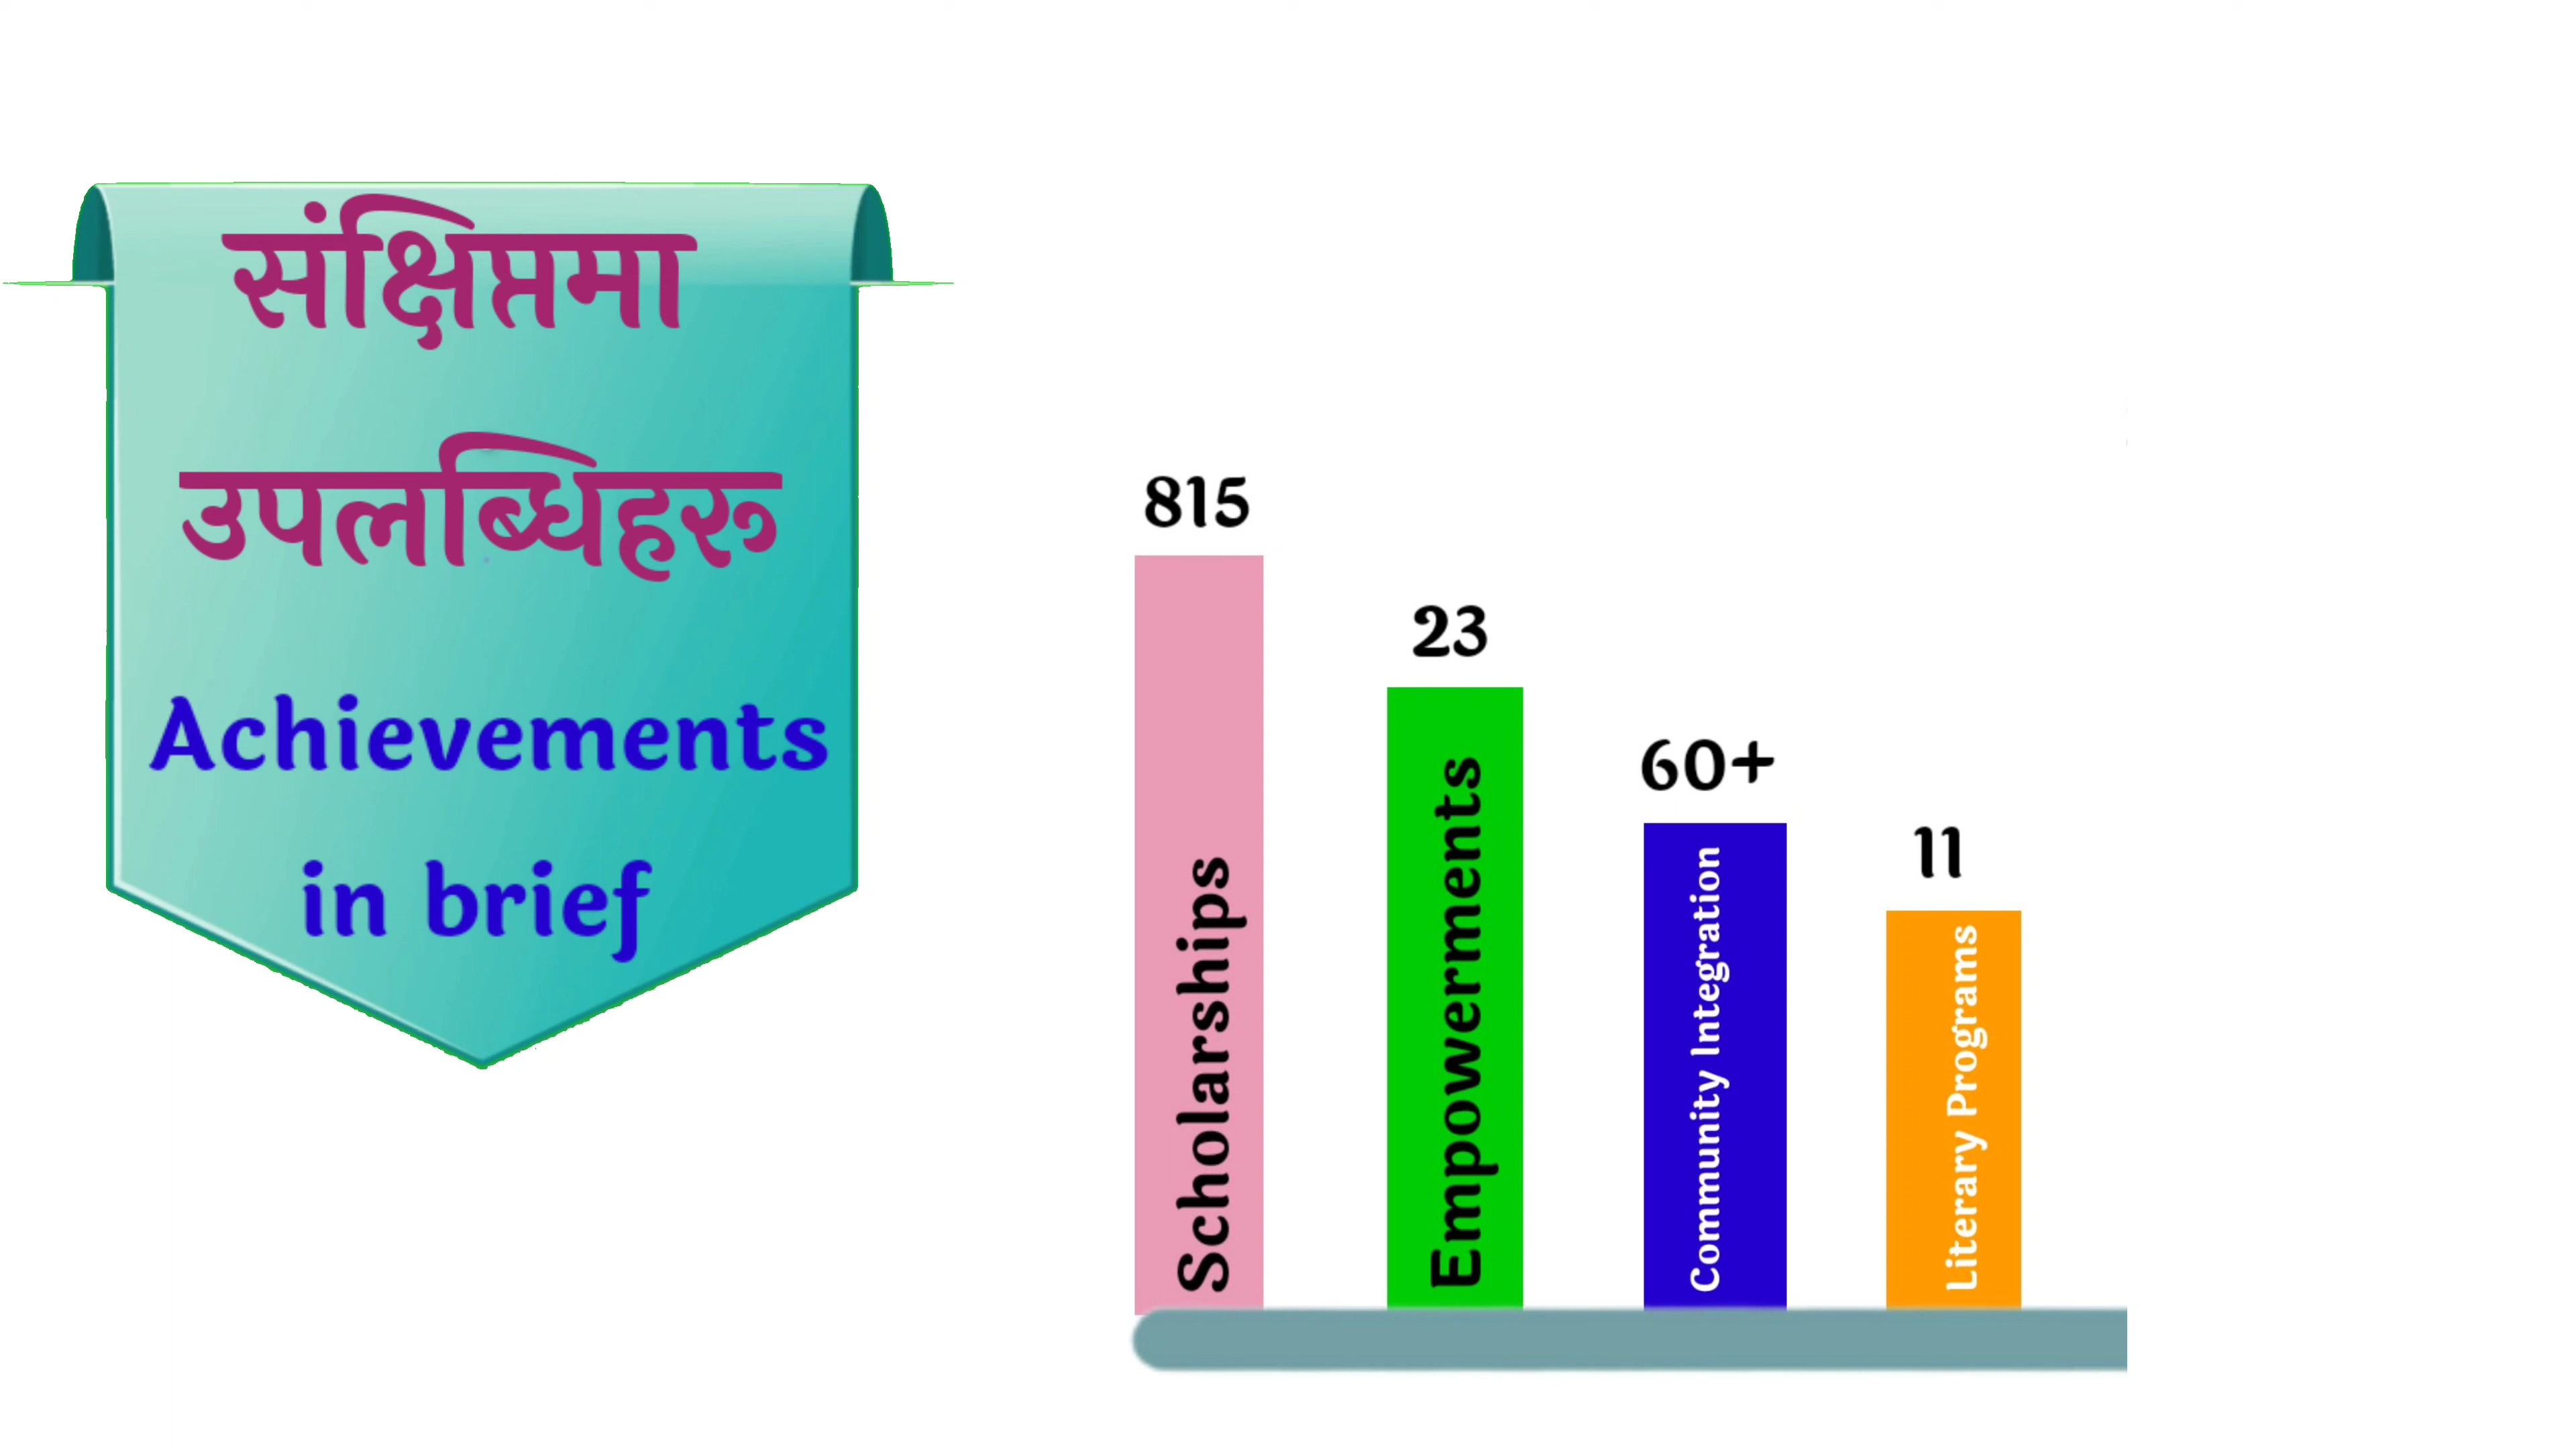 संक्षिप्तमा
उपलब्धिहरू
Achievements
in brief
815
Scholarships
23
Empowerments
60+
Community Integration
11
Literary Programs